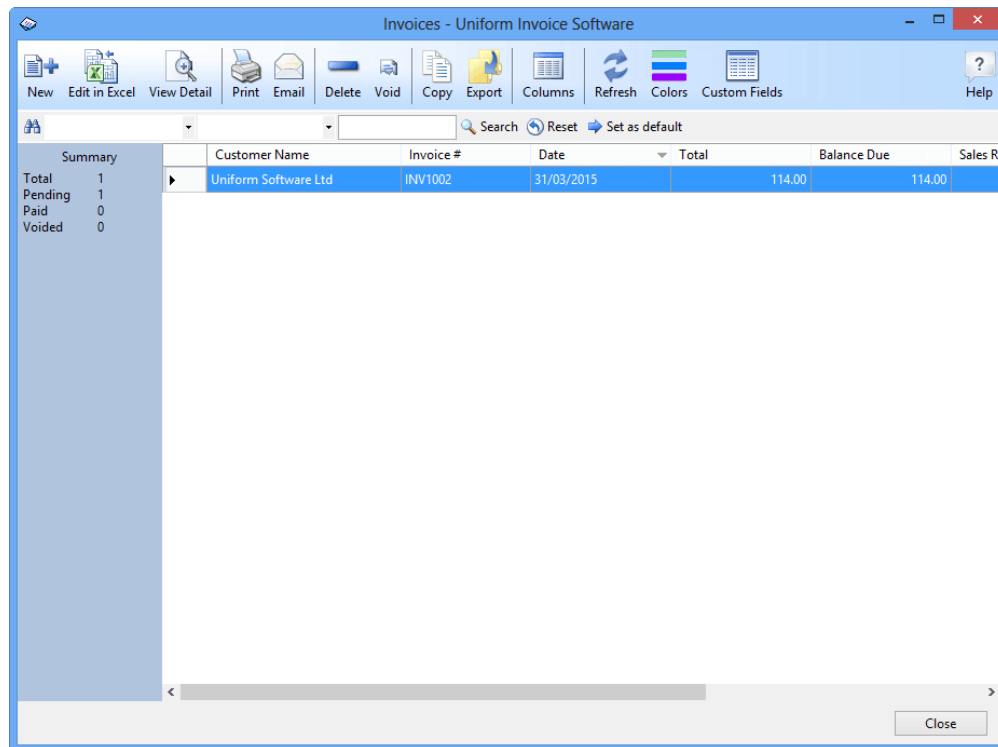 Invoices - Uniform Invoice Software
New Edit in Excel View Detail Print Email Delete Void Copy Export Columns Refresh Colors Custom Fields ? Help
Search Reset Set as default
Summary
Total 1
Pending 1
Paid 0
Voided 0
Customer Name Invoice # Date Total Balance Due Sales R
Uniform Software Ltd INV1002 31/03/2015 114.00 114.00
Close